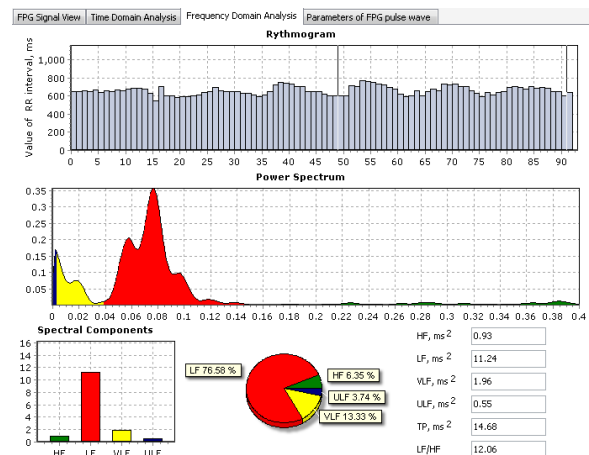 FPG Signal View Time Domain Analysis Frequency Domain Analysis Parameters of FPG pulse wave
Rythmogram
Value of RR interval, ms
1,000
800
600
400
200
0
0 5 10 15 20 25 30 35 40 45 50 55 60 65 70 75 80 85 90
Power Spectrum
0.35
0.3
0.25
0.2
0.15
0.1
0.05
0 0.02 0.04 0.06 0.08 0.1 0.12 0.14 0.16 0.18 0.2 0.22 0.24 0.26 0.28 0.3 0.32 0.34 0.36 0.38 0.4
Spectral Components
16
14
12
10
8
6
4
2
0
HF LF VLF ULF
LF 76.58 %
HF 6.35 %
ULF 3.74 %
VLF 13.33 %
HF, ms 2 0.93
LF, ms 2 11.24
VLF, ms 2 1.96
ULF, ms 2 0.55
TP, ms 2 14.68
LF/HF 12.06